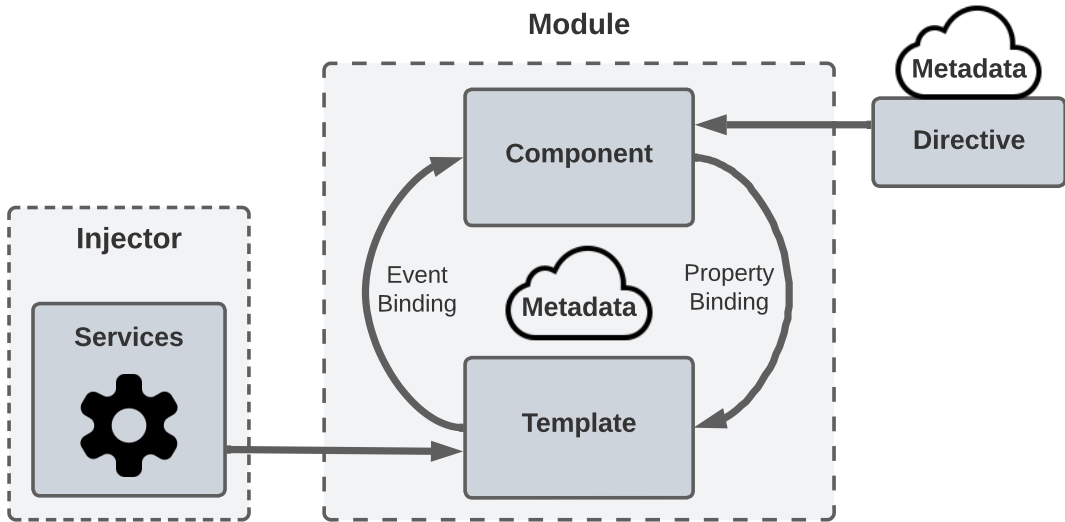 Module
Metadata
Directive
Component
Injector
Event
Binding
Property
Binding
Metadata
Services
Template